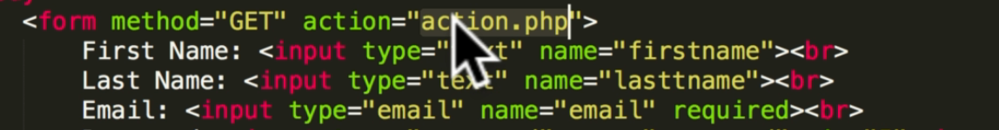 <form method="GET" action="action.php">
First Name: <input type="text" name="firstname"><br>
Last Name: <input type="text" name="lasttname"><br>
Email: <input type="email" name="email" required><br>